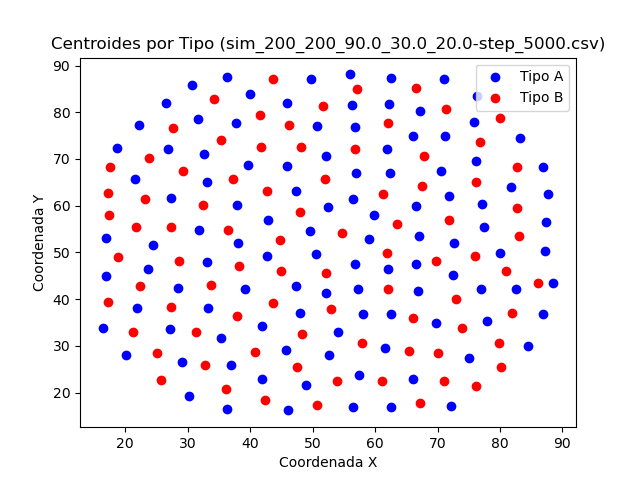 Centroides por Tipo (sim_200_200_90.0_30.0_20.0-step_5000.csv)
Tipo A
Tipo B
Coordenada Y
90
80
70
60
50
40
30
20
20 30 40 50 60 70 80 90
Coordenada X